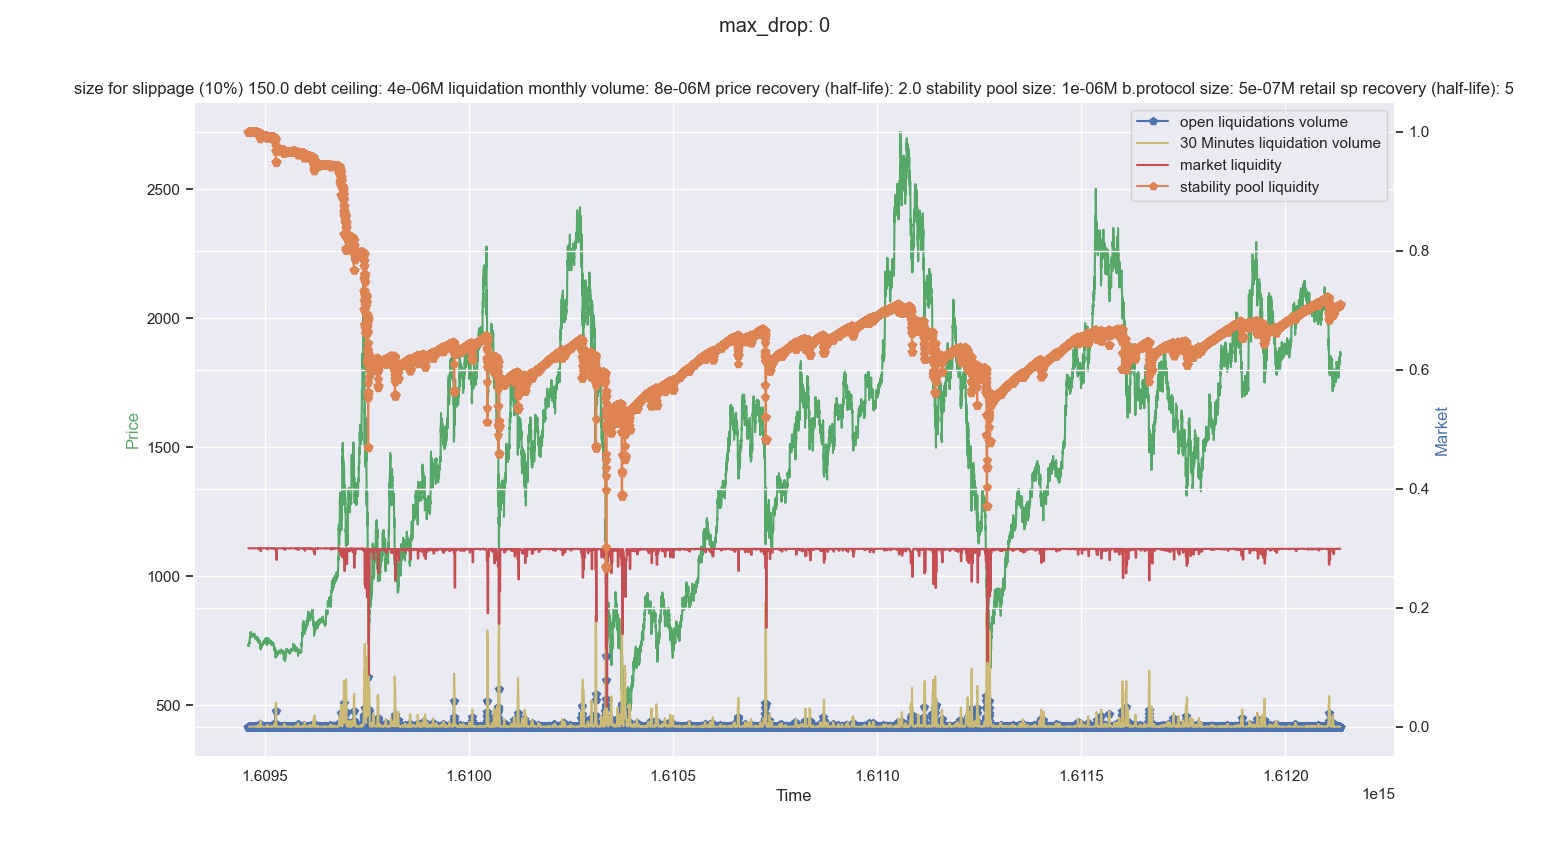 max_drop: 0
size for slippage (10%) 150.0 debt ceiling: 4e-06M liquidation monthly volume: 8e-06M price recovery (half-life): 2.0 stability pool size: 1e-06M b.protocol size: 5e-07M retail sp recovery (half-life): 5
open liquidations volume
30 Minutes liquidation volume
market liquidity
stability pool liquidity
2500
2000
1500
1000
500
Price
1.0
0.8
0.6
0.4
0.2
0.0
Market
1.6095 1.6100 1.6105 1.6110 1.6115 1.6120
Time
1e15